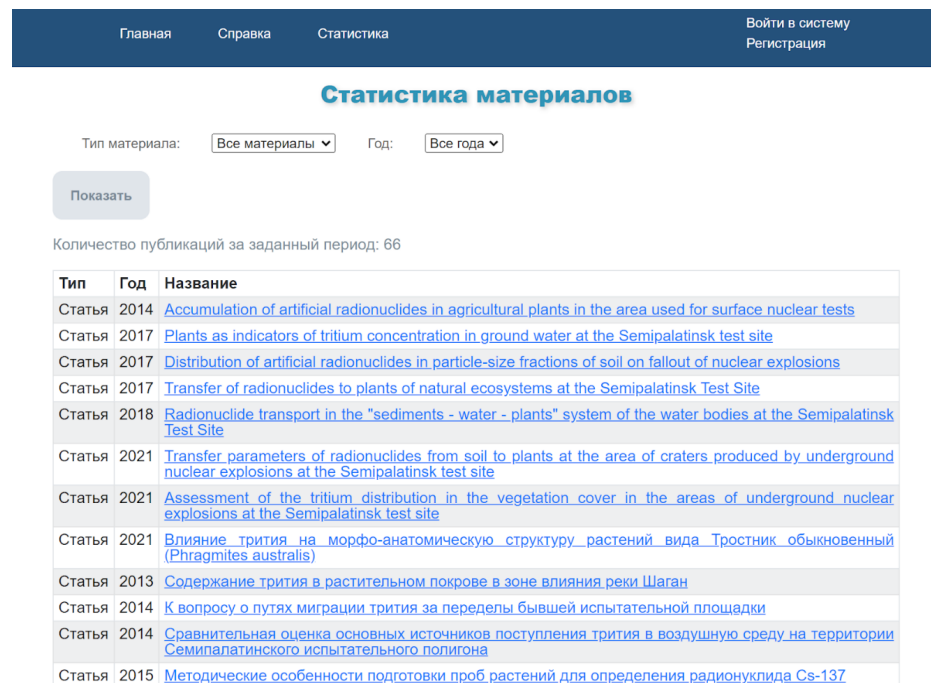 Главная Справка Статистика Войти в систему
Регистрация
Статистика материалов
Тип материала: Все материалы Год: Все года
Показать
Количество публикаций за заданный период: 66
Тип Год Название
Статья 2014 Accumulation of artificial radionuclides in agricultural plants in the area used for surface nuclear tests
Статья 2017 Plants as indicators of tritium concentration in ground water at the Semipalatinsk test site
Статья 2017 Distribution of artificial radionuclides in particle-size fractions of soil on fallout of nuclear explosions
Статья 2017 Transfer of radionuclides to plants of natural ecosystems at the Semipalatinsk Test Site
Статья 2018 Radionuclide transport in the "sediments - water - plants" system of the water bodies at the Semipalatinsk
Test Site
Статья 2021 Transfer parameters of radionuclides from soil to plants at the area of craters produced by underground
nuclear explosions at the Semipalatinsk test site
Статья 2021 Assessment of the tritium distribution in the vegetation cover in the areas of underground nuclear
explosions at the Semipalatinsk test site
Статья 2021 Влияние трития на морфо-анатомическую структуру растений вида Тростник обыкновенный
(Phragmites australis)
Статья 2013 Содержание трития в растительном покрове в зоне влияния реки Шаган
Статья 2014 К вопросу о путях миграции трития за пределы бывшей испытательной площадки
Статья 2014 Сравнительная оценка основных источников поступления трития в воздушную среду на территории
Семипалатинского испытательного полигона
Статья 2015 Методические особенности подготовки проб растений для определения радионуклида Cs-137